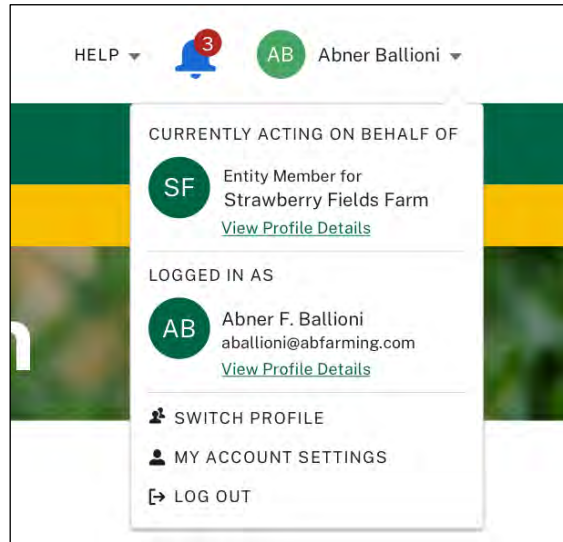 HELP
3
AB
Abner Ballioni
CURRENTLY ACTING ON BEHALF OF
SF
Entity Member for
Strawberry Fields Farm
View Profile Details
LOGGED IN AS
AB
Abner F. Ballioni
aballioni@abfarming.com
View Profile Details
SWITCH PROFILE
MY ACCOUNT SETTINGS
LOG OUT